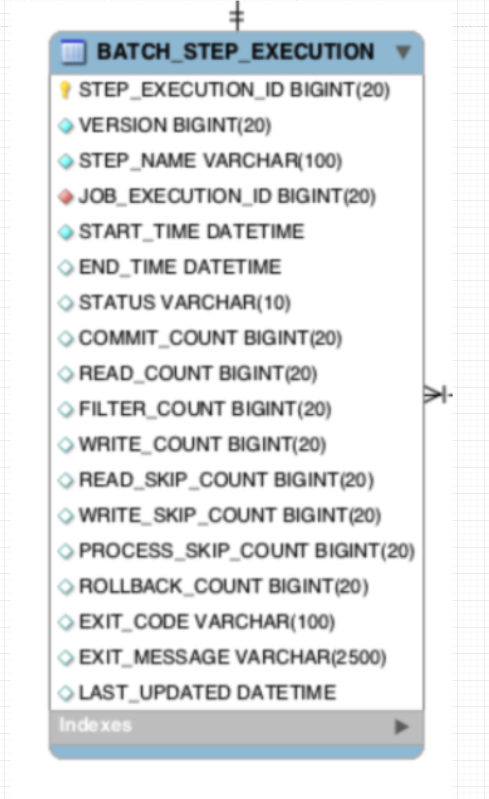 BATCH_STEP_EXECUTION
STEP_EXECUTION_ID BIGINT(20)
VERSION BIGINT(20)
STEP_NAME VARCHAR(100)
JOB_EXECUTION_ID BIGINT(20)
START_TIME DATETIME
END_TIME DATETIME
STATUS VARCHAR(10)
COMMIT_COUNT BIGINT(20)
READ_COUNT BIGINT(20)
FILTER_COUNT BIGINT(20)
WRITE_COUNT BIGINT(20)
READ_SKIP_COUNT BIGINT(20)
WRITE_SKIP_COUNT BIGINT(20)
PROCESS_SKIP_COUNT BIGINT(20)
ROLLBACK_COUNT BIGINT(20)
EXIT_CODE VARCHAR(100)
EXIT_MESSAGE VARCHAR(2500)
LAST_UPDATED DATETIME
Indexes